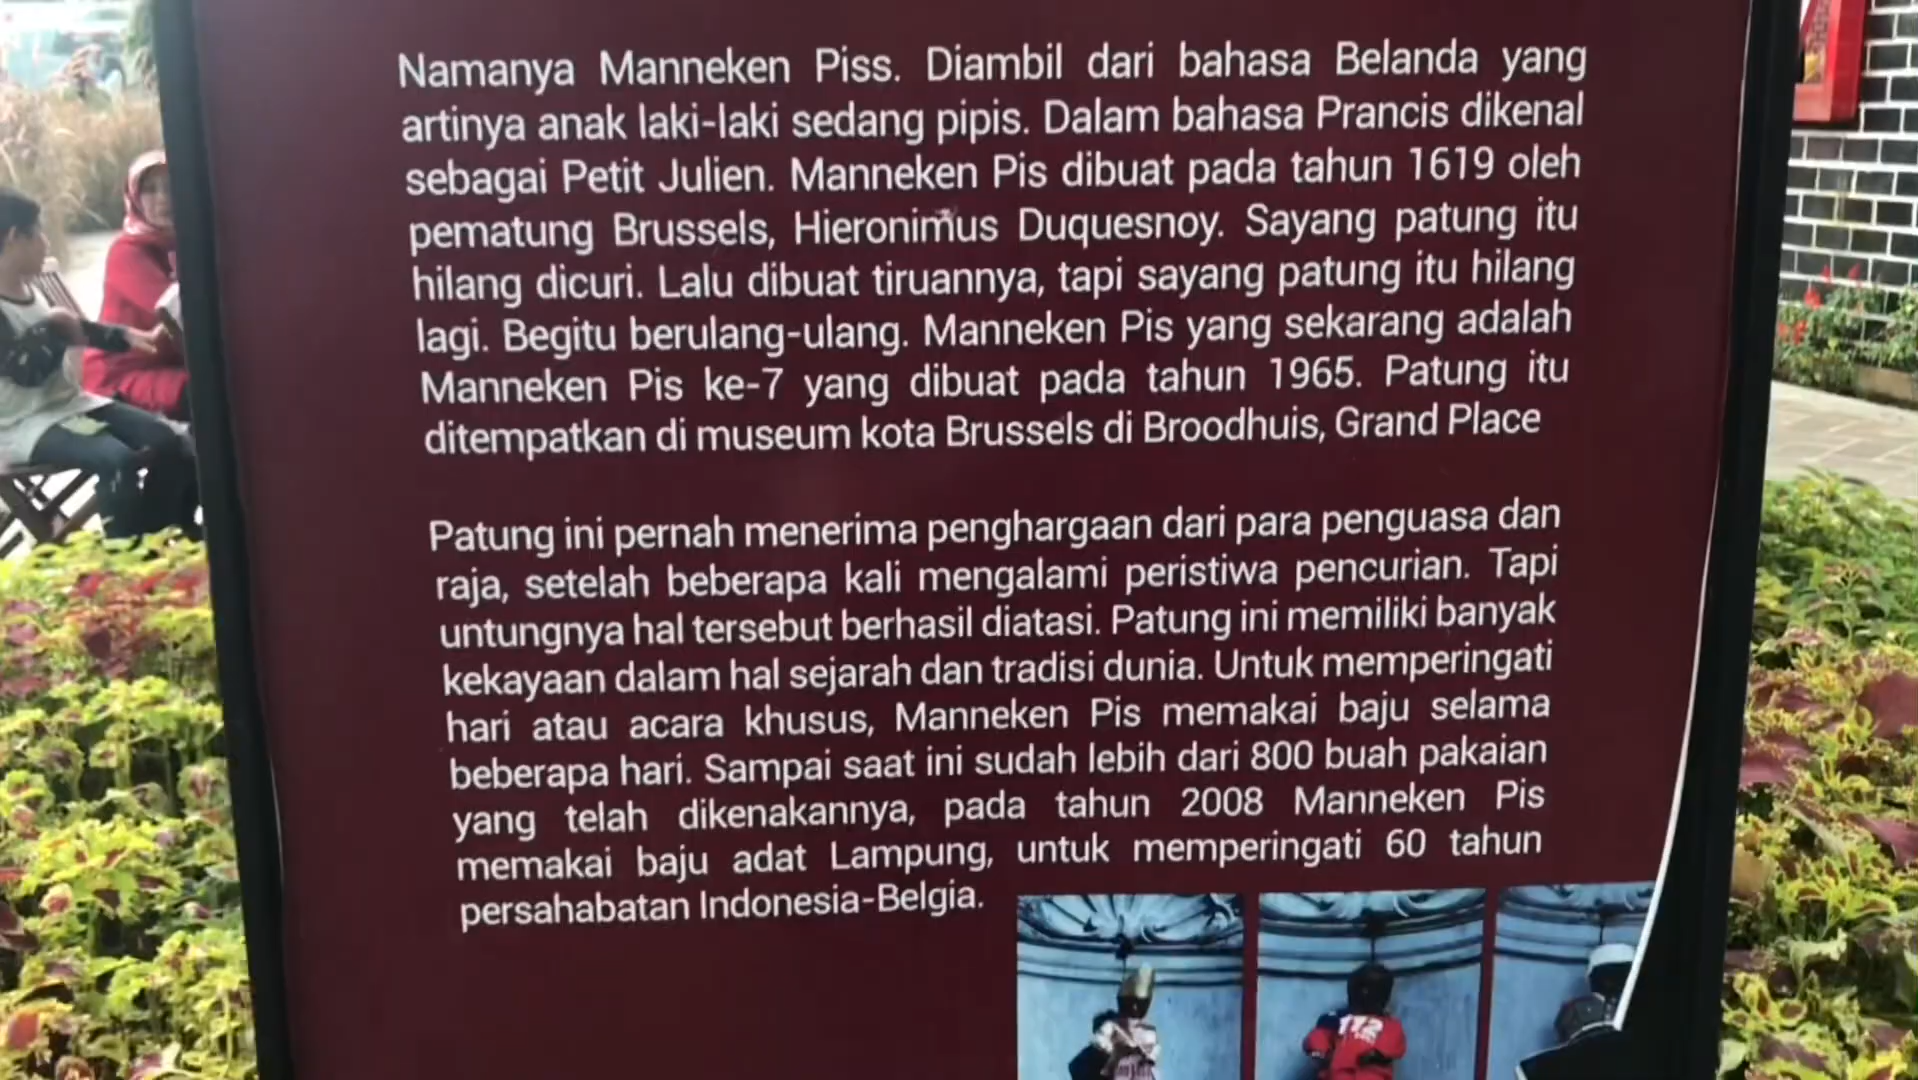 Namanya Manneken Piss. Diambil dari bahasa Belanda yang
artinya anak laki-laki sedang pipis. Dalam bahasa Prancis dikenal
sebagai Petit Julien. Manneken Pis dibuat pada tahun 1619 oleh
pematung Brussels, Hieronimus Duquesnoy. Sayang patung itu
hilang dicuri. Lalu dibuat tiruannya, tapi sayang patung itu hilang
lagi. Begitu berulang-ulang. Manneken Pis yang sekarang adalah
Manneken Pis ke-7 yang dibuat pada tahun 1965. Patung itu
ditempatkan di museum kota Brussels di Broodhuis, Grand Place
Patung ini pernah menerima penghargaan dari para penguasa dan
raja, setelah beberapa kali mengalami peristiwa pencurian. Tapi
untungnya hal tersebut berhasil diatasi. Patung ini memiliki banyak
kekayaan dalam hal sejarah dan tradisi dunia. Untuk memperingati
hari atau acara khusus, Manneken Pis memakai baju selama
beberapa hari. Sampai saat ini sudah lebih dari 800 buah pakaian
yang telah dikenakannya, pada tahun 2008 Manneken Pis
memakai baju adat Lampung, untuk memperingati 60 tahun
persahabatan Indonesia-Belgia.
112